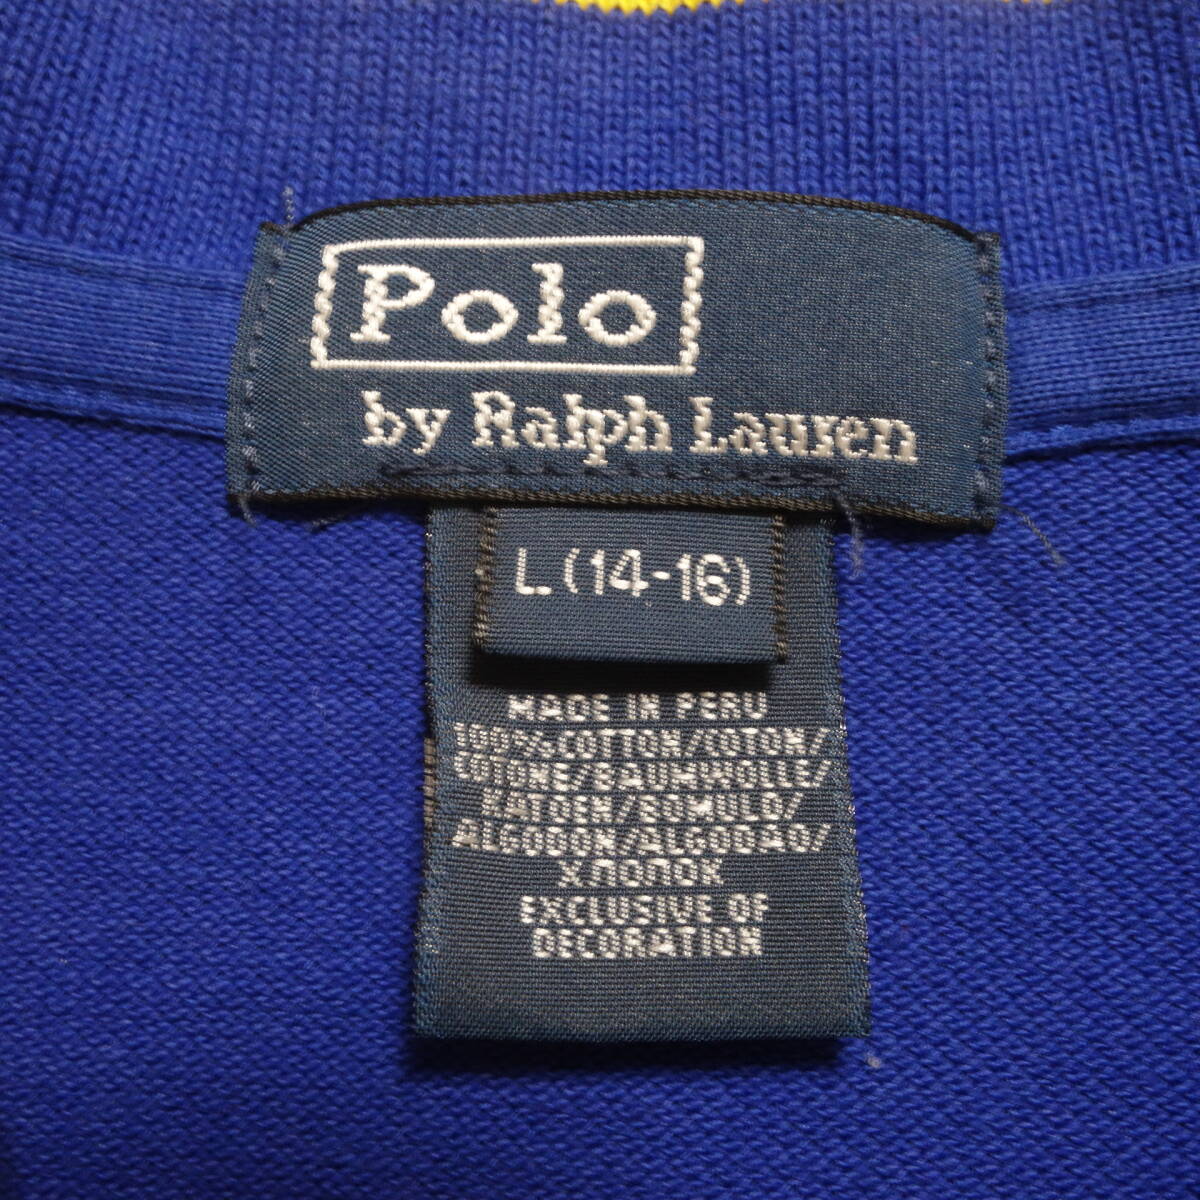 Polo
by Ralph Lauren
L (14-16)
MADE IN PERU
100%COTTON/COTON/
COTONE/BAUMWOLLE/
KATOEN/BOMULD/
ALGODON/ALGODAO/
ХЛОПОК
EXCLUSIVE OF
DECORATION